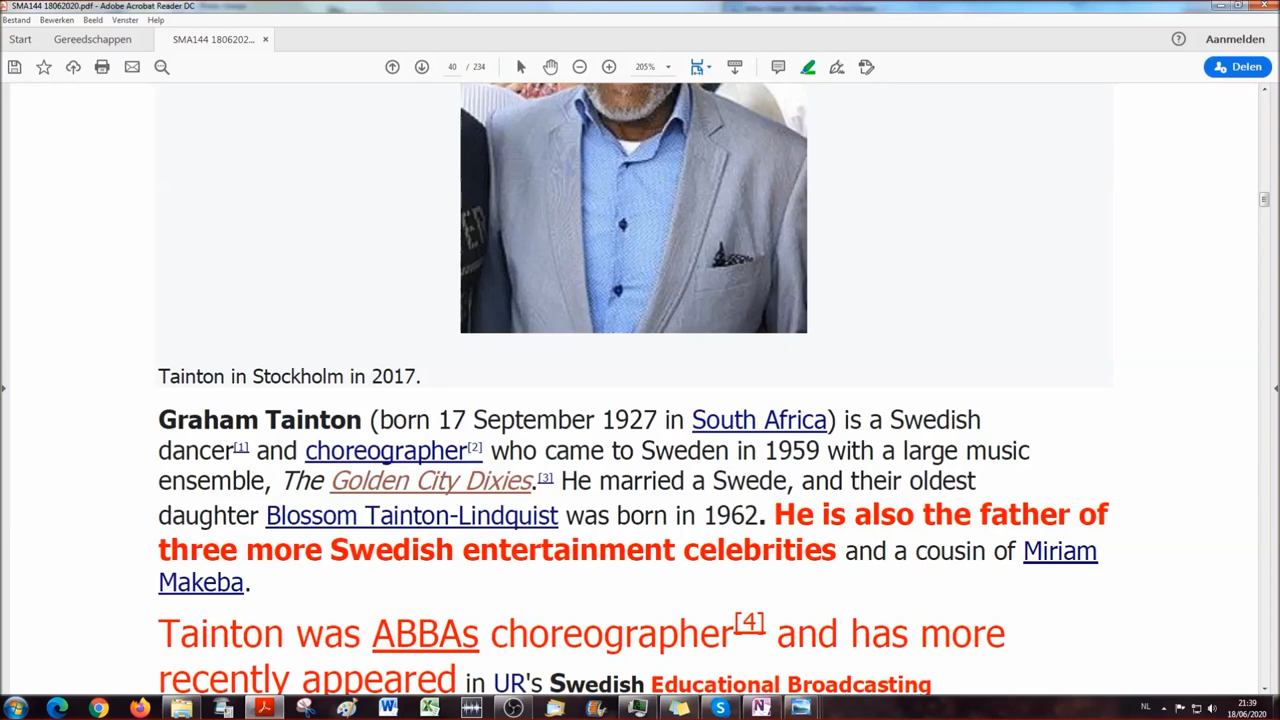 SMA144 18062020.pdf - Adobe Acrobat Reader DC
Bestand Bewerken Beeld Venster Help
Start Gereedschappen SMA144 1806202... × Aanmelden
40 / 234 205% Delen
Tainton in Stockholm in 2017.
Graham Tainton (born 17 September 1927 in South Africa) is a Swedish
dancer[1] and choreographer[2] who came to Sweden in 1959 with a large music
ensemble, The Golden City Dixies.[3] He married a Swede, and their oldest
daughter Blossom Tainton-Lindquist was born in 1962. He is also the father of
three more Swedish entertainment celebrities and a cousin of Miriam
Makeba.
Tainton was ABBAs choreographer[4] and has more
recently appeared in UR's Swedish Educational Broadcasting
NL 21:39
18/06/2020